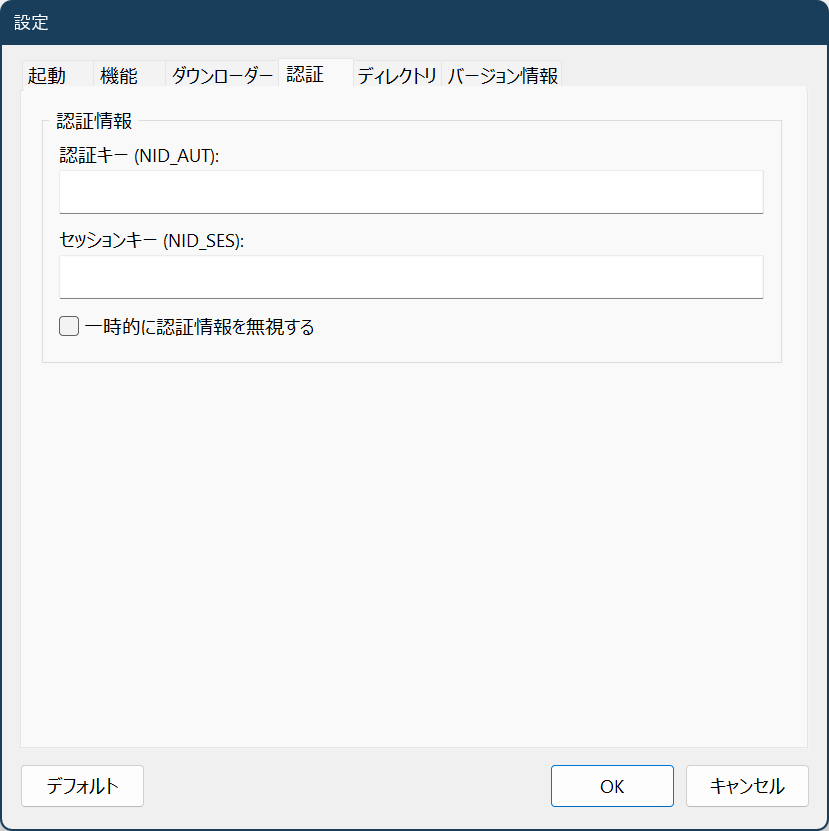 設定
起動 機能 ダウンローダー 認証 ディレクトリ バージョン情報
認証情報
認証キー (NID_AUT):
セッションキー (NID_SES):
一時的に認証情報を無視する
デフォルト OK キャンセル